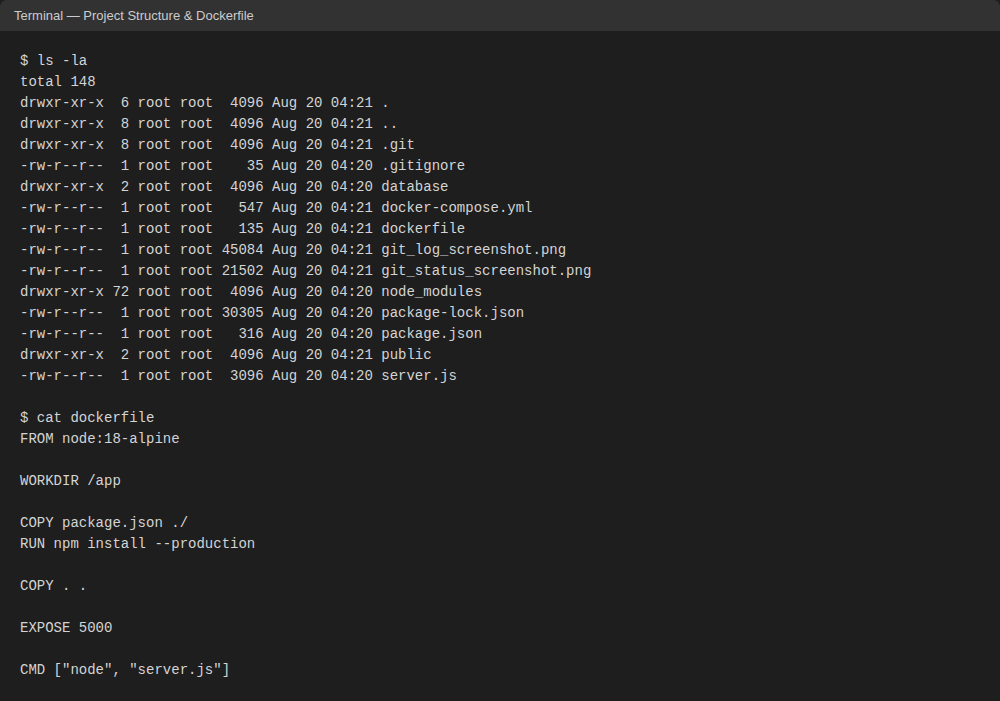 Terminal — Project Structure & Dockerfile
$ ls -la
total 148
drwxr-xr-x  6 root root  4096 Aug 20 04:21 .
drwxr-xr-x  8 root root  4096 Aug 20 04:21 ..
drwxr-xr-x  8 root root  4096 Aug 20 04:21 .git
-rw-r--r--  1 root root    35 Aug 20 04:20 .gitignore
drwxr-xr-x  2 root root  4096 Aug 20 04:20 database
-rw-r--r--  1 root root   547 Aug 20 04:21 docker-compose.yml
-rw-r--r--  1 root root   135 Aug 20 04:21 dockerfile
-rw-r--r--  1 root root 45084 Aug 20 04:21 git_log_screenshot.png
-rw-r--r--  1 root root 21502 Aug 20 04:21 git_status_screenshot.png
drwxr-xr-x 72 root root  4096 Aug 20 04:20 node_modules
-rw-r--r--  1 root root 30305 Aug 20 04:20 package-lock.json
-rw-r--r--  1 root root   316 Aug 20 04:20 package.json
drwxr-xr-x  2 root root  4096 Aug 20 04:21 public
-rw-r--r--  1 root root  3096 Aug 20 04:20 server.js
$ cat dockerfile
FROM node:18-alpine
WORKDIR /app
COPY package.json ./
RUN npm install --production
COPY . .
EXPOSE 5000
CMD ["node", "server.js"]